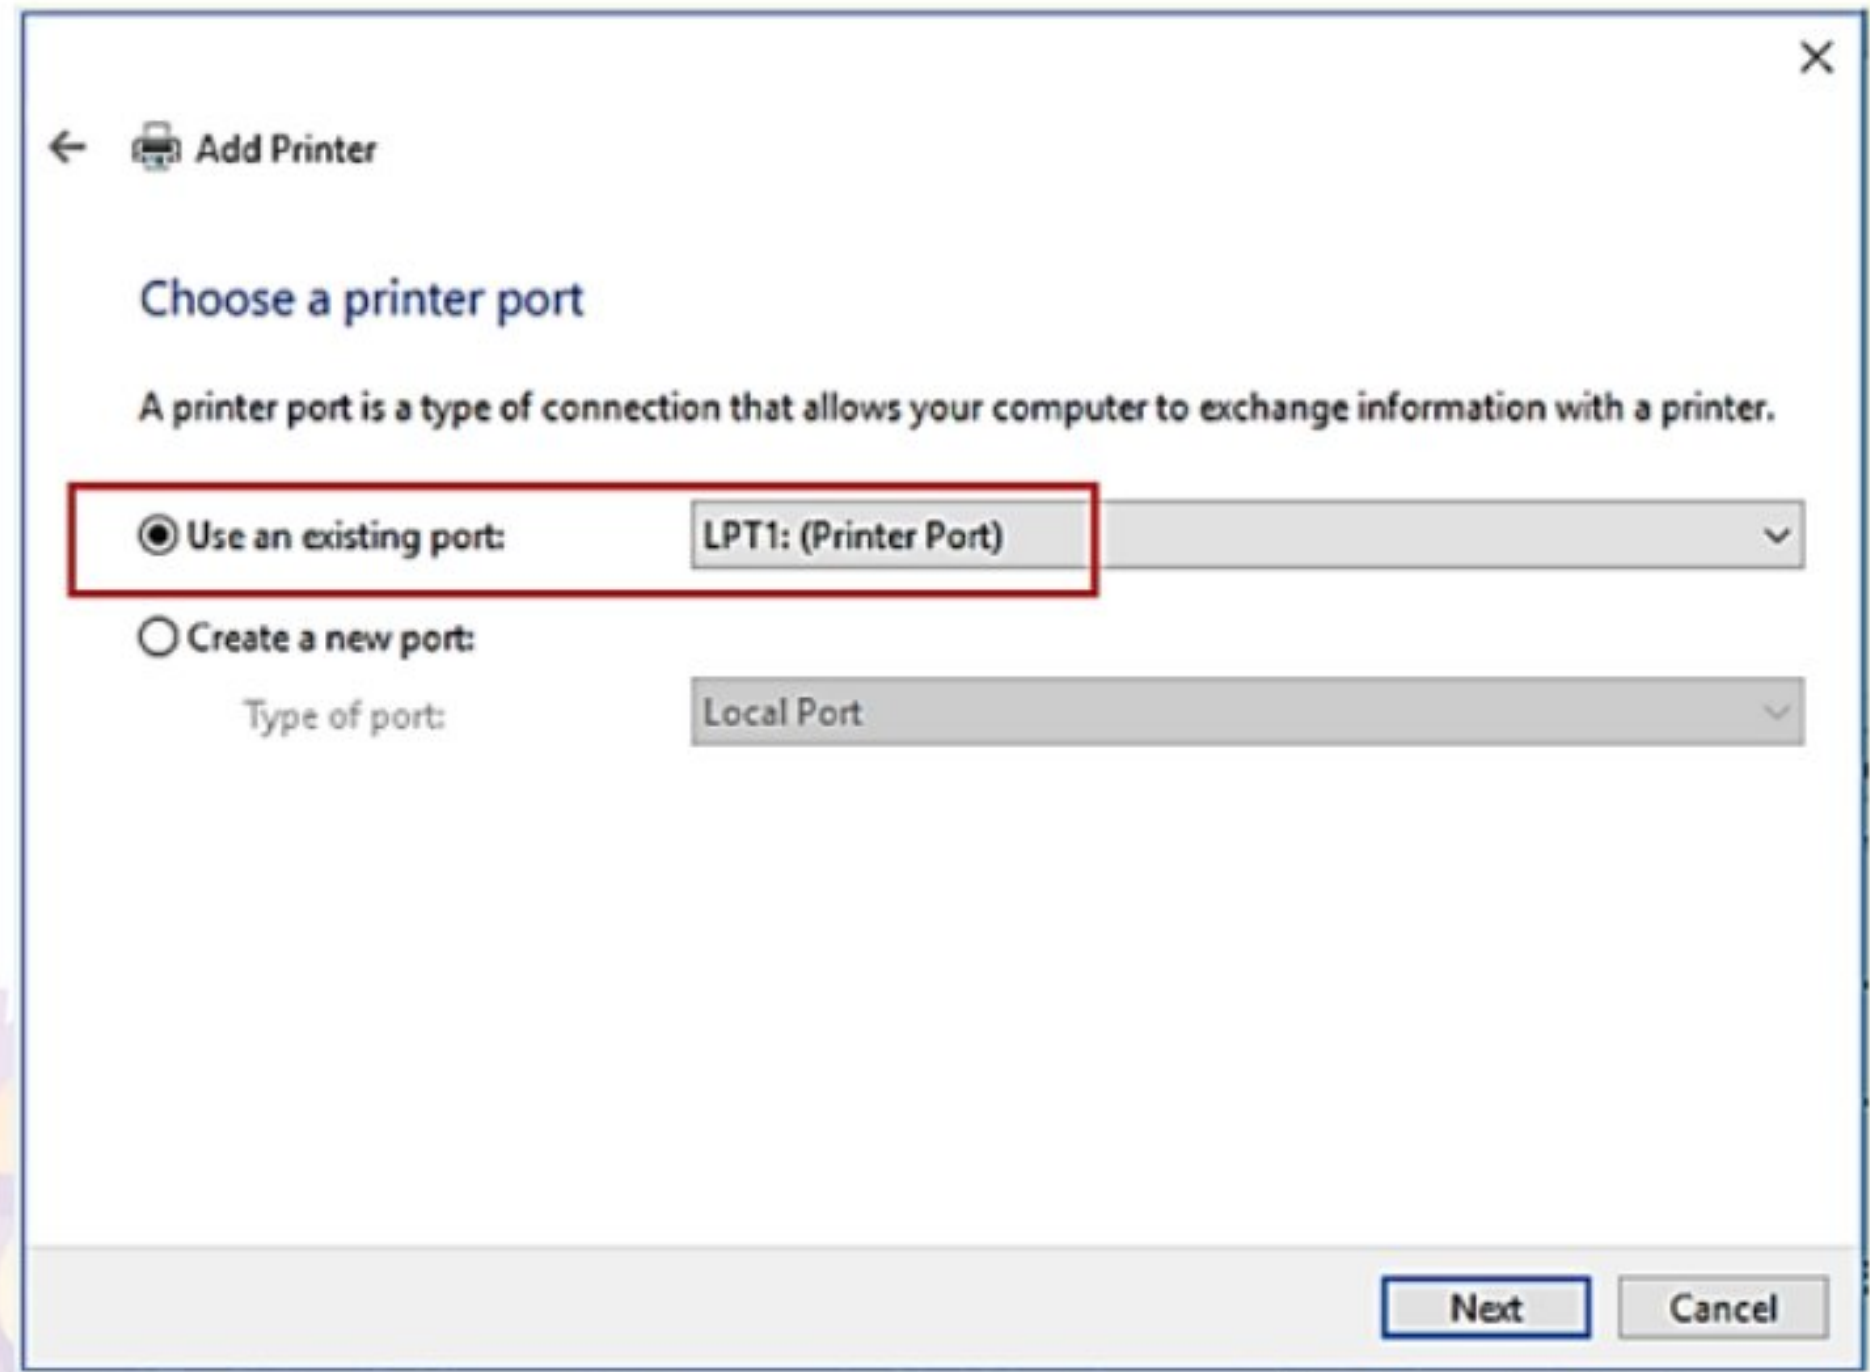 Add Printer
Choose a printer port
A printer port is a type of connection that allows your computer to exchange information with a printer.
Use an existing port: LPT1: (Printer Port)
Create a new port:
Type of port: Local Port
Next Cancel